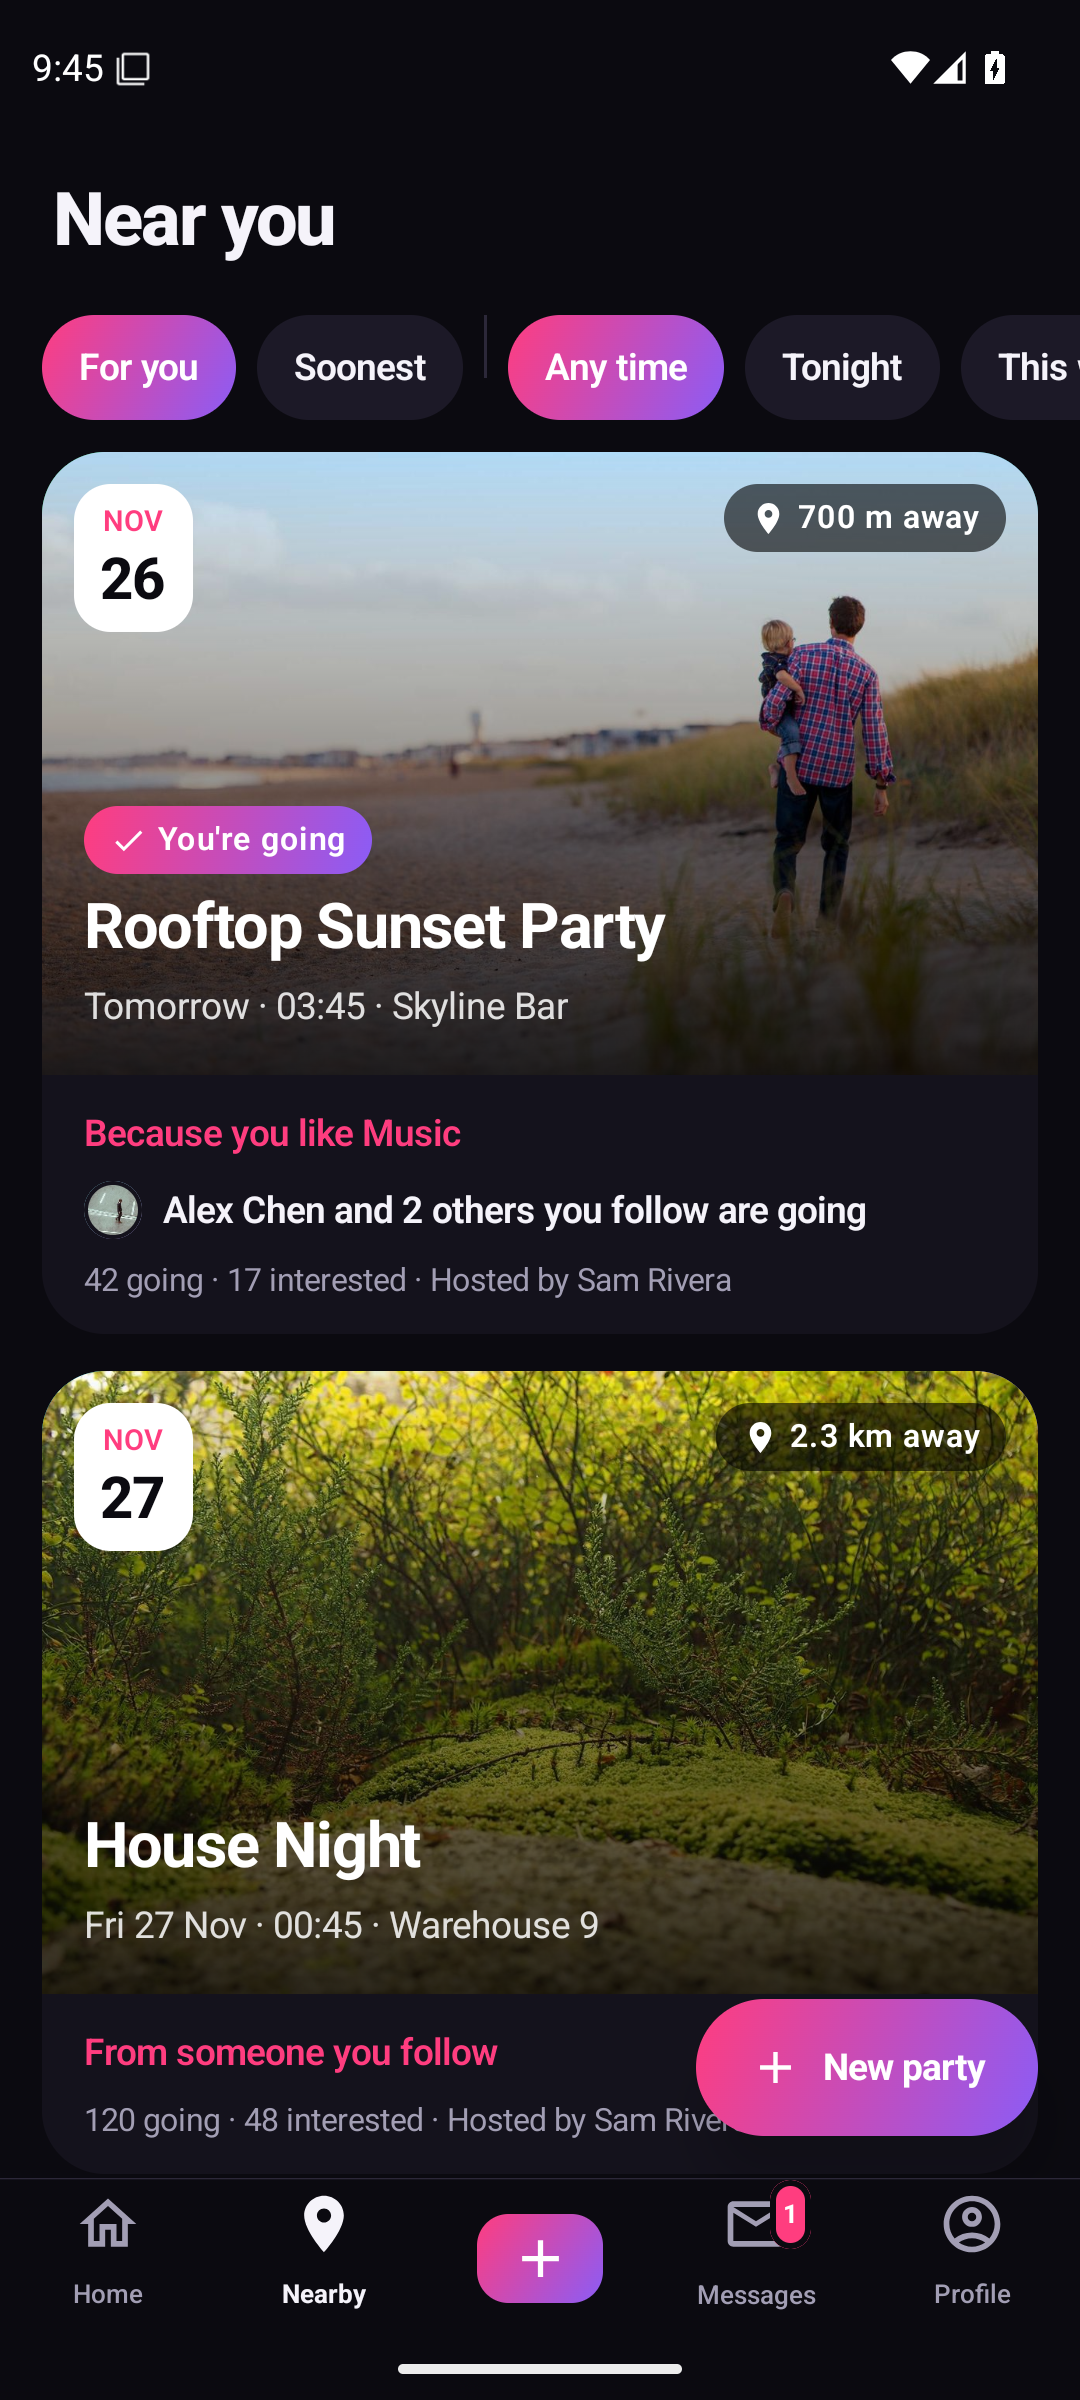 9:45
Near you
For you
Soonest
Any time
Tonight
This
NOV
26
700 m away
You're going
Rooftop Sunset Party
Tomorrow · 03:45 · Skyline Bar
Because you like Music
Alex Chen and 2 others you follow are going
42 going · 17 interested · Hosted by Sam Rivera
NOV
27
2.3 km away
House Night
Fri 27 Nov · 00:45 · Warehouse 9
From someone you follow
120 going · 48 interested · Hosted by Sam
New party
1
Home
Nearby
Messages
Profile